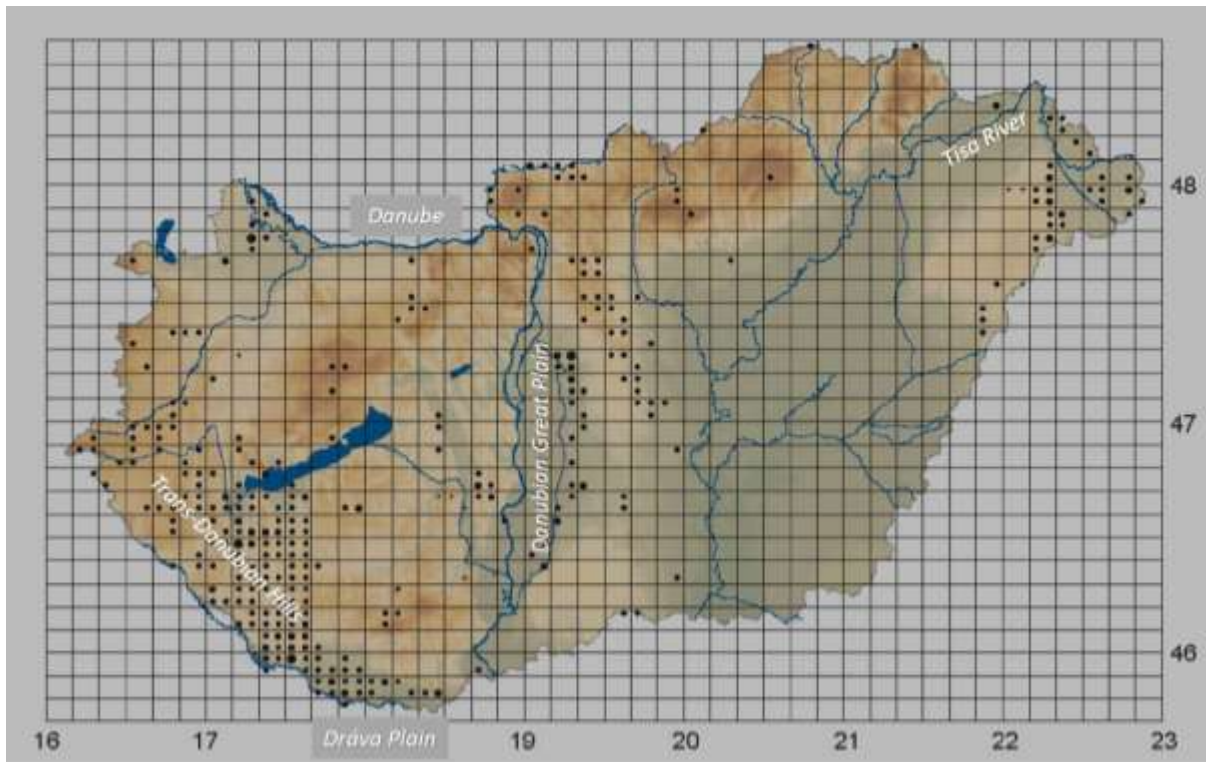 Tisa River
48
Danube
Danubian Great Plain
47
Trans-Danubian Hills
46
Dráva Plain
16
17
19
20
21
22
23